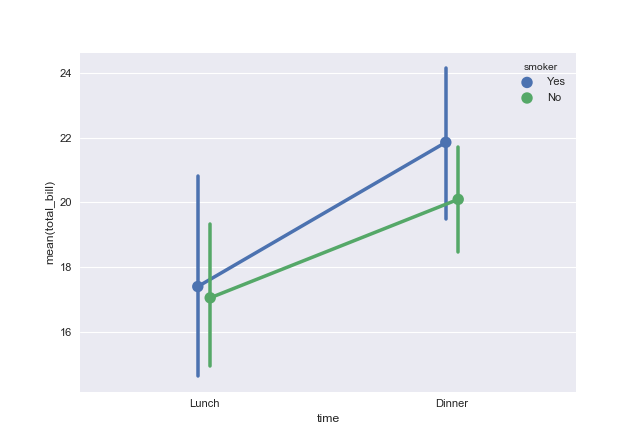 smoker
Yes
No
24
22
20
18
16
mean(total_bill)
Lunch
Dinner
time